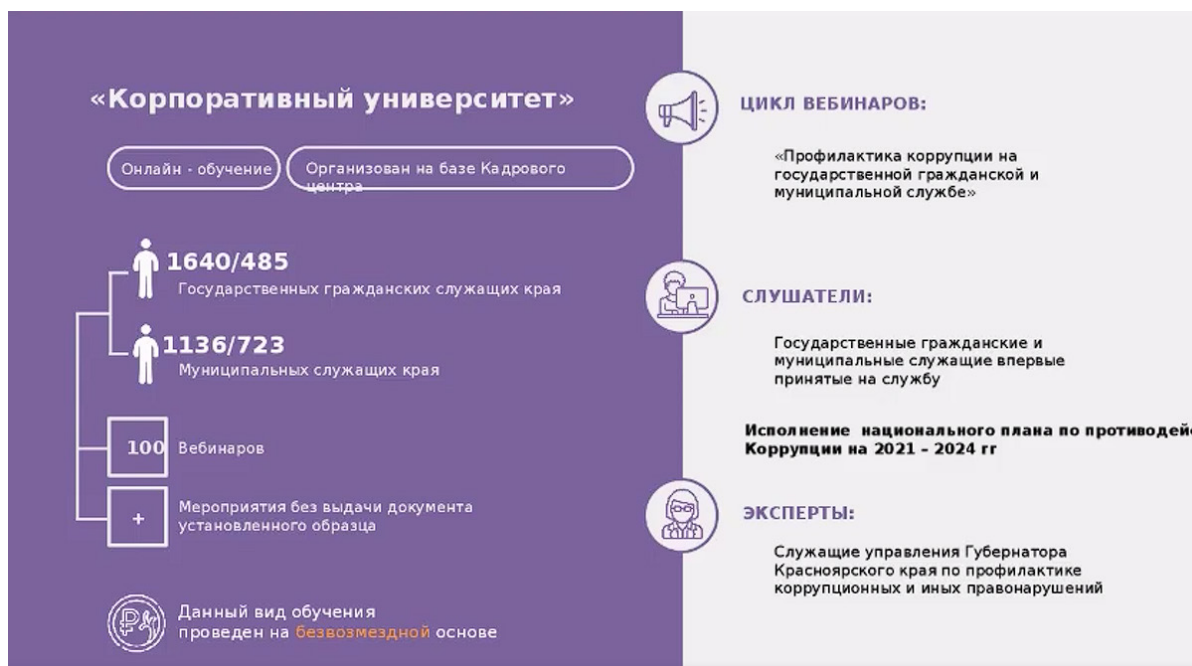 «Корпоративный университет»
Онлайн - обучение
Организован на базе Кадрового
центра
1640/485
Государственных гражданских служащих края
1136/723
Муниципальных служащих края
100
Вебинаров
+
Мероприятия без выдачи документа
установленного образца
Данный вид обучения
проведен на безвозмездной основе
ЦИКЛ ВЕБИНАРОВ:
«Профилактика коррупции на
государственной гражданской и
муниципальной службе»
СЛУШАТЕЛИ:
Государственные гражданские и
муниципальные служащие впервые
принятые на службу
Исполнение национального плана по противодей
Коррупции на 2021 – 2024 гг
ЭКСПЕРТЫ:
Служащие управления Губернатора
Красноярского края по профилактике
коррупционных и иных правонарушений